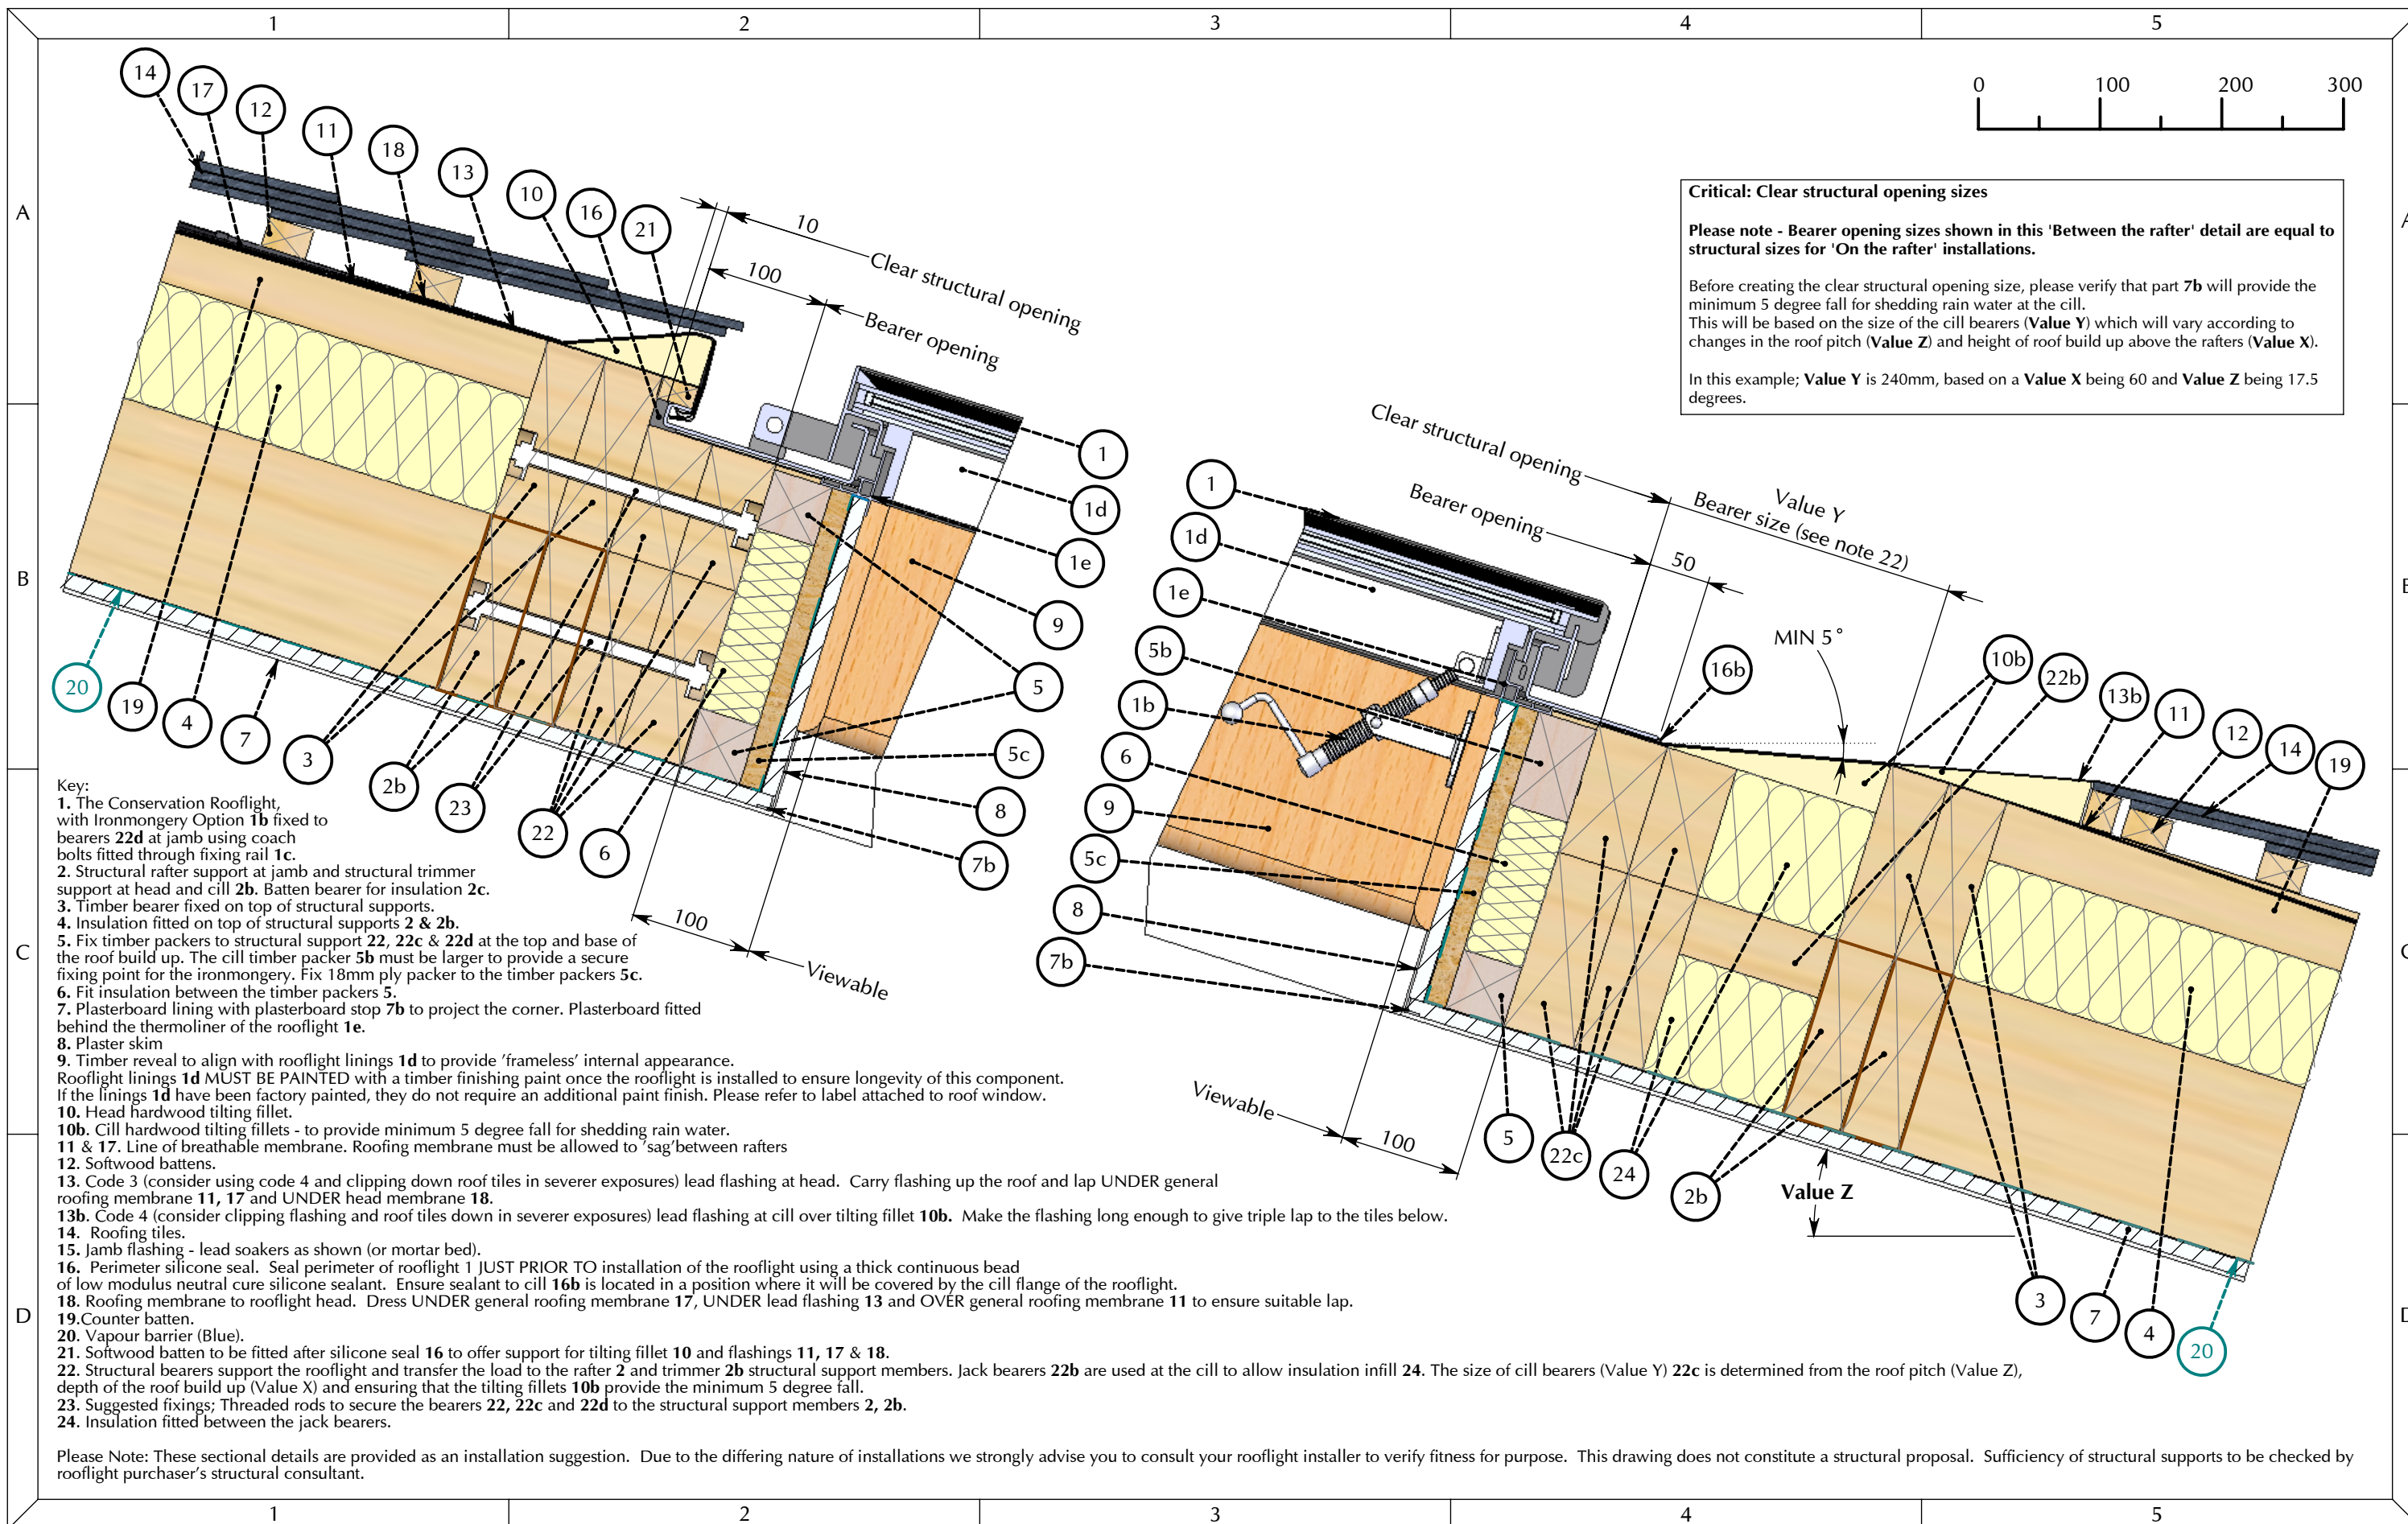 1 2 3 4 5
A
B
C
D
A
B
C
D
0 100 200 300
Critical: Clear structural opening sizes
Please note - Bearer opening sizes shown in this 'Between the rafter' detail are equal to
structural sizes for 'On the rafter' installations.
Before creating the clear structural opening size, please verify that part 7b will provide the
minimum 5 degree fall for shedding rain water at the cill.
This will be based on the size of the cill bearers (Value Y) which will vary according to
changes in the roof pitch (Value Z) and height of roof build up above the rafters (Value X).
In this example; Value Y is 240mm, based on a Value X being 60 and Value Z being 17.5
degrees.
14
17
12
11
18
13
10
16
21
10
Clear structural opening
100
Bearer opening
1
1d
1e
9
5
5c
8
7b
20
19
4
7
3
2b
23
22
6
100
Viewable
Clear structural opening
Bearer opening
Value Y
Bearer size (see note 22)
50
MIN 5°
1
1d
1e
5b
1b
6
9
5c
8
7b
16b
10b
22b
13b
11
12
14
19
Viewable
100
5
22c
24
2b
Value Z
3
7
4
20
Key:
1. The Conservation Rooflight,
with Ironmongery Option 1b fixed to
bearers 22d at jamb using coach
bolts fitted through fixing rail 1c.
2. Structural rafter support at jamb and structural trimmer
support at head and cill 2b. Batten bearer for insulation 2c.
3. Timber bearer fixed on top of structural supports.
4. Insulation fitted on top of structural supports 2 & 2b.
5. Fix timber packers to structural support 22, 22c & 22d at the top and base of
the roof build up. The cill timber packer 5b must be larger to provide a secure
fixing point for the ironmongery. Fix 18mm ply packer to the timber packers 5c.
6. Fit insulation between the timber packers 5.
7. Plasterboard lining with plasterboard stop 7b to project the corner. Plasterboard fitted
behind the thermoliner of the rooflight 1e.
8. Plaster skim
9. Timber reveal to align with rooflight linings 1d to provide 'frameless' internal appearance.
Rooflight linings 1d MUST BE PAINTED with a timber finishing paint once the rooflight is installed to ensure longevity of this component.
If the linings 1d have been factory painted, they do not require an additional paint finish. Please refer to label attached to roof window.
10. Head hardwood tilting fillet.
10b. Cill hardwood tilting fillets - to provide minimum 5 degree fall for shedding rain water.
11 & 17. Line of breathable membrane. Roofing membrane must be allowed to 'sag'between rafters
12. Softwood battens.
13. Code 3 (consider using code 4 and clipping down roof tiles in severer exposures) lead flashing at head. Carry flashing up the roof and lap UNDER general
roofing membrane 11, 17 and UNDER head membrane 18.
13b. Code 4 (consider clipping flashing and roof tiles down in severer exposures) lead flashing at cill over tilting fillet 10b. Make the flashing long enough to give triple lap to the tiles below.
14. Roofing tiles.
15. Jamb flashing - lead soakers as shown (or mortar bed).
16. Perimeter silicone seal. Seal perimeter of rooflight 1 JUST PRIOR TO installation of the rooflight using a thick continuous bead
of low modulus neutral cure silicone sealant. Ensure sealant to cill 16b is located in a position where it will be covered by the cill flange of the rooflight.
18. Roofing membrane to rooflight head. Dress UNDER general roofing membrane 17, UNDER lead flashing 13 and OVER general roofing membrane 11 to ensure suitable lap.
19.Counter batten.
20. Vapour barrier (Blue).
21. Softwood batten to be fitted after silicone seal 16 to offer support for tilting fillet 10 and flashings 11, 17 & 18.
22. Structural bearers support the rooflight and transfer the load to the rafter 2 and trimmer 2b structural support members. Jack bearers 22b are used at the cill to allow insulation infill 24. The size of cill bearers (Value Y) 22c is determined from the roof pitch (Value Z),
depth of the roof build up (Value X) and ensuring that the tilting fillets 10b provide the minimum 5 degree fall.
23. Suggested fixings; Threaded rods to secure the bearers 22, 22c and 22d to the structural support members 2, 2b.
24. Insulation fitted between the jack bearers.
Please Note: These sectional details are provided as an installation suggestion. Due to the differing nature of installations we strongly advise you to consult your rooflight installer to verify fitness for purpose. This drawing does not constitute a structural proposal. Sufficiency of structural supports to be checked by
rooflight purchaser's structural consultant.
1 2 3 4 5